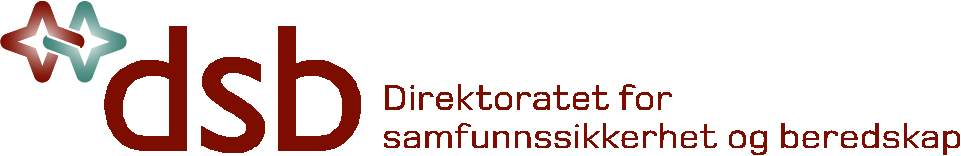 dsb
Direktoratet for
samfunnssikkerhet og beredskap